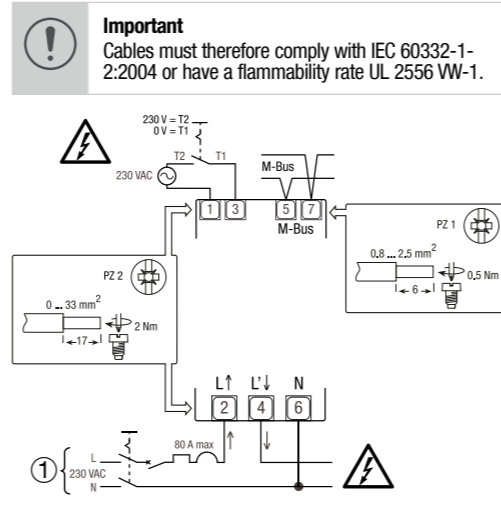 Important
Cables must therefore comply with IEC 60332-1-
2:2004 or have a flammability rate UL 2556 VW-1.
230 V = T2
0 V = T1
T2 T1
230 VAC
M-Bus
1 3 5 7
M-Bus
PZ 1
0.8 ... 2.5 mm²
6
0.5 Nm
PZ 2
0 ... 33 mm²
17
2 Nm
L↑ L'↓ N
2 4 6
80 A max
1
L
230 VAC
N